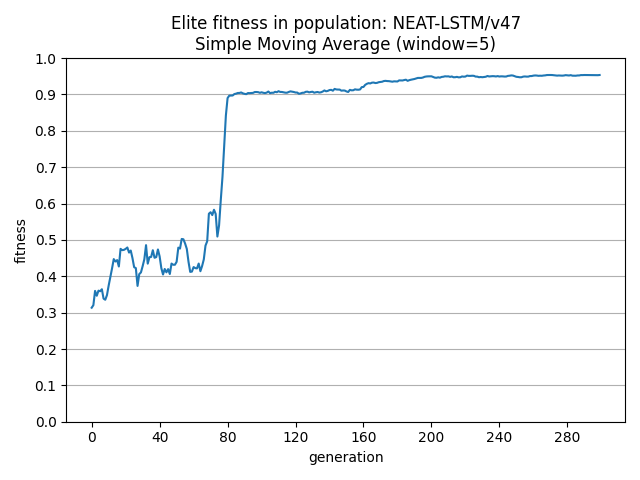 Elite fitness in population: NEAT-LSTM/v47
Simple Moving Average (window=5)
1.0
0.9
0.8
0.7
0.6
0.5
0.4
0.3
0.2
0.1
0.0
fitness
0 40 80 120 160 200 240 280
generation